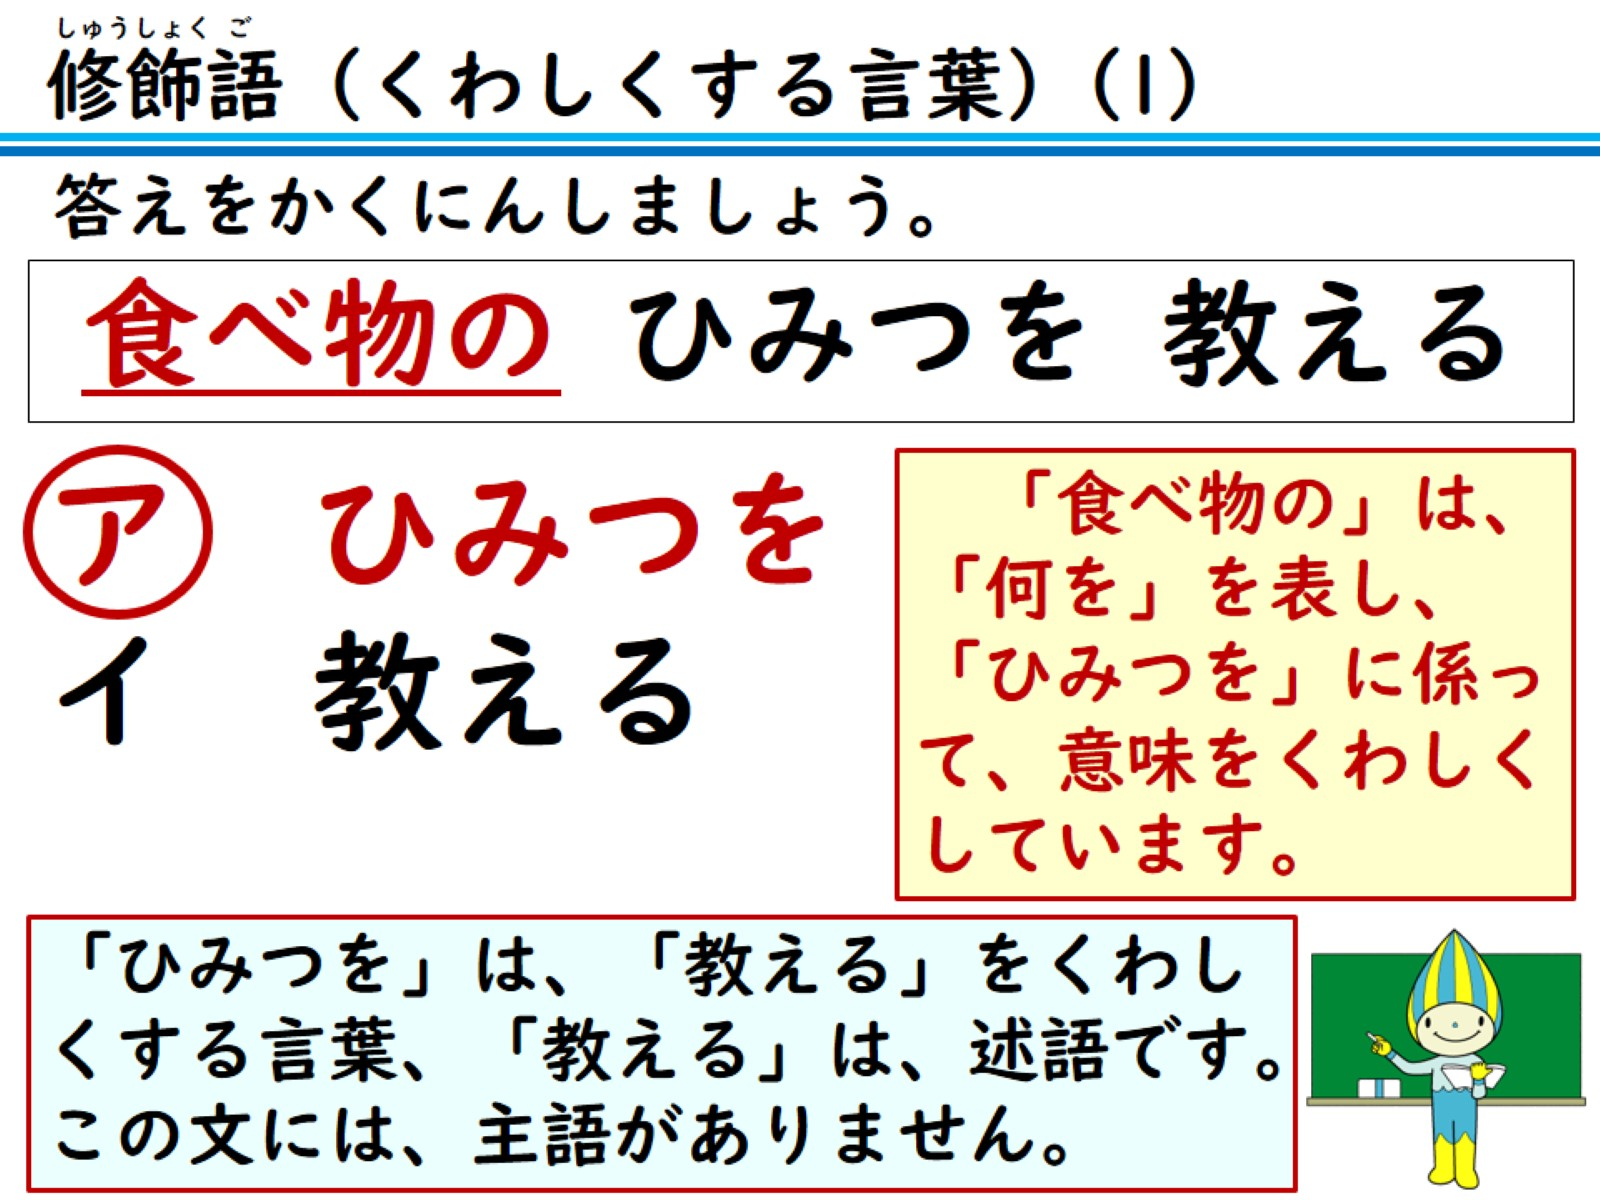 しゅうしょく ご
修飾語（くわしくする言葉）（1）
答えをかくにんしましょう。
食べ物の ひみつを 教える
ア ひみつを
イ 教える
「食べ物の」は、
「何を」を表し、
「ひみつを」に係っ
て、意味をくわしく
しています。
「ひみつを」は、「教える」をくわし
くする言葉、「教える」は、述語です。
この文には、主語がありません。